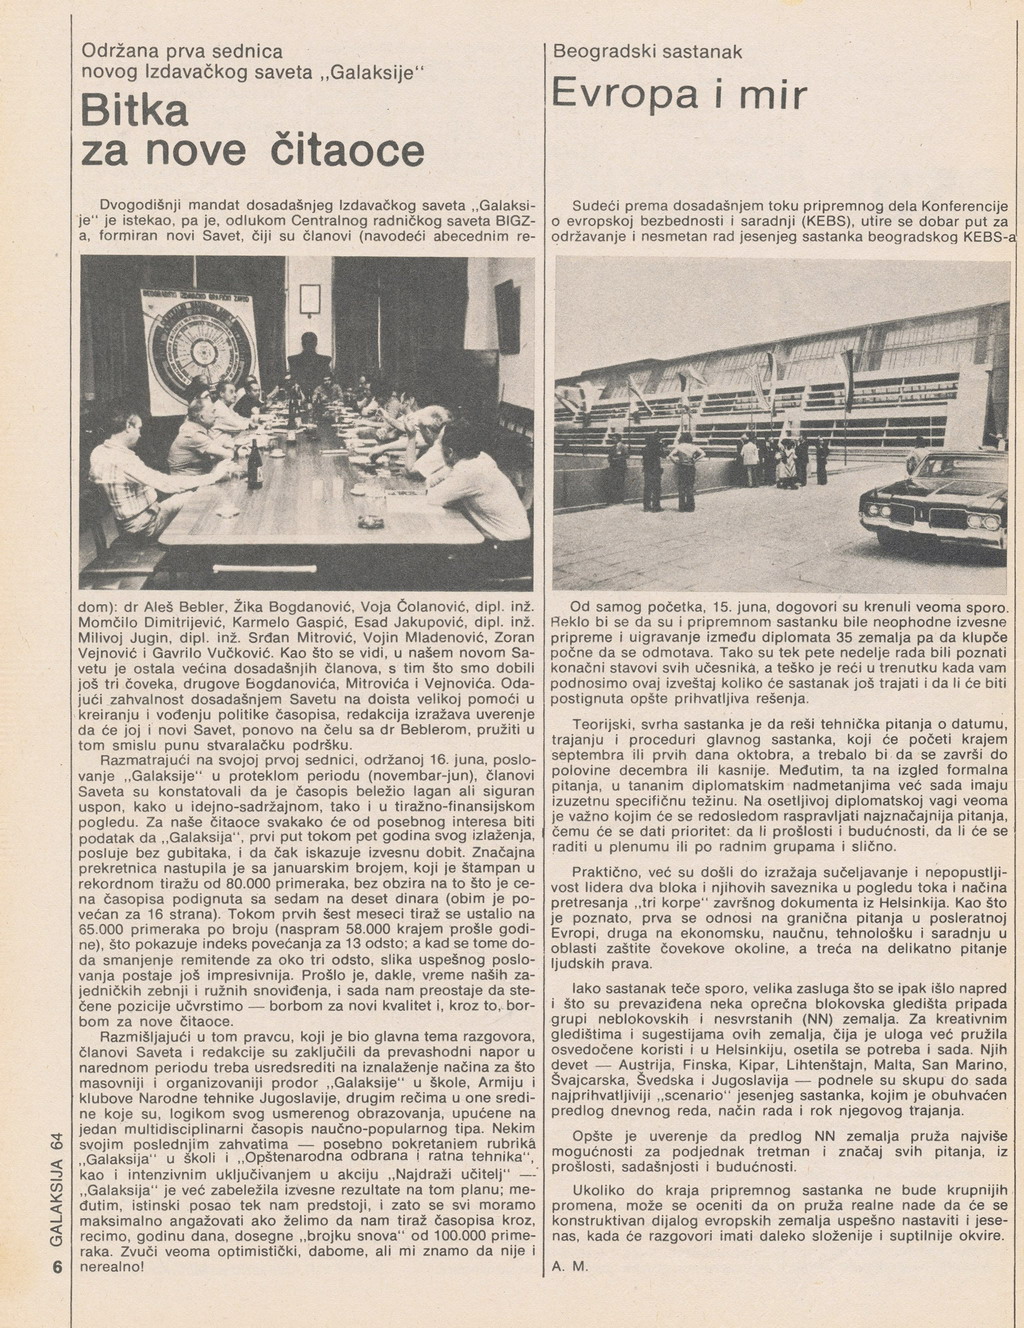 Održana prva sednica
novog Izdavačkog saveta ,,Galaksije"
Bitka
za nove čitaoce
Dvogodišnji mandat dosadašnjeg Izdavačkog saveta ,,Galaksi-
je" je istekao, pa je, odlukom Centralnog radničkog saveta BIGZ-
a, formiran novi Savet, čiji su članovi (navodeći abecednim re-
dom): dr Aleš Bebler, Žika Bogdanović, Voja Čolanović, dipl. inž.
Momčilo Dimitrijević, Karmelo Gaspić, Esad Jakupović, dipl. inž.
Milivoj Jugin, dipl. inž. Srđan Mitrović, Vojin Mladenović, Zoran
Vejnović i Gavrilo Vučković. Kao što se vidi, u našem novom Sa-
vetu je ostala većina dosadašnjih članova, s tim što smo dobili
još tri čoveka, drugove Bogdanovića, Mitrovića i Vejnovića. Oda-
jući zahvalnost dosadašnjem Savetu na doista velikoj pomoći u
kreiranju i vođenju politike časopisa, redakcija izražava uverenje
da će joj i novi Savet, ponovo na čelu sa dr Beblerom, pružiti u
tom smislu punu stvaralačku podršku.
Razmatrajući na svojoj prvoj sednici, održanoj 16. juna, poslo-
vanje ,,Galaksije" u proteklom periodu (novembar-jun), članovi
Saveta su konstatovali da je časopis beležio lagan ali siguran
uspon, kako u idejno-sadržajnom, tako i u tiražno-finansijskom
pogledu. Za naše čitaoce svakako će od posebnog interesa biti
podatak da ,,Galaksija", prvi put tokom pet godina svog izlaženja,
posluje bez gubitaka, i da čak iskazuje izvesnu dobit. Značajna
prekretnica nastupila je sa januarskim brojem, koji je štampan u
rekordnom tiražu od 80.000 primeraka, bez obzira na to što je ce-
na časopisa podignuta sa sedam na deset dinara (obim je po-
većan za 16 strana). Tokom prvih šest meseci tiraž se ustalio na
65.000 primeraka po broju (naspram 58.000 krajem prošle godi-
ne), što pokazuje indeks povećanja za 13 odsto; a kad se tome do-
da smanjenje remitende za oko tri odsto, slika uspešnog poslo-
vanja postaje još impresivnija. Prošlo je, dakle, vreme naših za-
jedničkih zebnji i ružnih snoviđenja, i sada nam preostaje da ste-
čene pozicije učvrstimo — borbom za novi kvalitet i, kroz to, bor-
bom za nove čitaoce.
Razmišljajući u tom pravcu, koji je bio glavna tema razgovora,
članovi Saveta i redakcije su zaključili da prevashodni napor u
narednom periodu treba usredsrediti na iznalaženje načina za što
masovniji i organizovaniji prodor ,,Galaksije" u škole, Armiju i
klubove Narodne tehnike Jugoslavije, drugim rečima u one sredi-
ne koje su, logikom svog usmerenog obrazovanja, upućene na
jedan multidisciplinarni časopis naučno-popularnog tipa. Nekim
svojim poslednjim zahvatima — posebno pokretanjem rubrika
,,Galaksija" u školi i ,,Opštenarodna odbrana i ratna tehnika",
kao i intenzivnim uključivanjem u akciju ,,Najdraži učitelj" —
,,Galaksija" je već zabeležila izvesne rezultate na tom planu; me-
đutim, istinski posao tek nam predstoji, i zato se svi moramo
maksimalno angažovati ako želimo da nam tiraž časopisa kroz,
recimo, godinu dana, dosegne ,,brojku snova" od 100.000 prime-
raka. Zvuči veoma optimistički, dabome, ali mi znamo da nije i
nerealno!
Beogradski sastanak
Evropa i mir
Sudeći prema dosadašnjem toku pripremnog dela Konferencije
o evropskoj bezbednosti i saradnji (KEBS), utire se dobar put za
održavanje i nesmetan rad jesenjeg sastanka beogradskog KEBS-a
Od samog početka, 15. juna, dogovori su krenuli veoma sporo.
Reklo bi se da su i pripremnom sastanku bile neophodne izvesne
pripreme i uigravanje između diplomata 35 zemalja pa da klupče
počne da se odmotava. Tako su tek pete nedelje rada bili poznati
konačni stavovi svih učesnika, a teško je reći u trenutku kada vam
podnosimo ovaj izveštaj koliko će sastanak još trajati i da li će biti
postignuta opšte prihvatljiva rešenja.
Teorijski, svrha sastanka je da reši tehnička pitanja o datumu,
trajanju i proceduri glavnog sastanka, koji će početi krajem
septembra ili prvih dana oktobra, a trebalo bi da se završi do
polovine decembra ili kasnije. Međutim, ta na izgled formalna
pitanja, u tananim diplomatskim nadmetanjima već sada imaju
izuzetnu specifičnu težinu. Na osetljivoj diplomatskoj vagi veoma
je važno kojim će se redosledom raspravljati najznačajnija pitanja,
čemu će se dati prioritet: da li prošlosti i budućnosti, da li će se
raditi u plenumu ili po radnim grupama i slično.
Praktično, već su došli do izražaja sučeljavanje i nepopustlji-
vost lidera dva bloka i njihovih saveznika u pogledu toka i načina
pretresanja ,,tri korpe" završnog dokumenta iz Helsinkija. Kao što
je poznato, prva se odnosi na granična pitanja u posleratnoj
Evropi, druga na ekonomsku, naučnu, tehnološku i saradnju u
oblasti zaštite čovekove okoline, a treća na delikatno pitanje
ljudskih prava.
Iako sastanak teče sporo, velika zasluga što se ipak išlo napred
i što su prevaziđena neka oprečna blokovska gledišta pripada
grupi neblokovskih i nesvrstanih (NN) zemalja. Za kreativnim
gledištima i sugestijama ovih zemalja, čija je uloga već pružila
osvedočene koristi i u Helsinkiju, osetila se potreba i sada. Njih
devet — Austrija, Finska, Kipar, Lihtenštajn, Malta, San Marino,
Švajcarska, Švedska i Jugoslavija — podnele su skupu do sada
najprihvatljiviji ,,scenario" jesenjeg sastanka, kojim je obuhvaćen
predlog dnevnog reda, način rada i rok njegovog trajanja.
Opšte je uverenje da predlog NN zemalja pruža najviše
mogućnosti za podjednak tretman i značaj svih pitanja, iz
prošlosti, sadašnjosti i budućnosti.
Ukoliko do kraja pripremnog sastanka ne bude krupnijih
promena, može se oceniti da on pruža realne nade da će se
konstruktivan dijalog evropskih zemalja uspešno nastaviti i jese-
nas, kada će razgovori imati daleko složenije i suptilnije okvire.
A. M.
GALAKSIJA 64
6